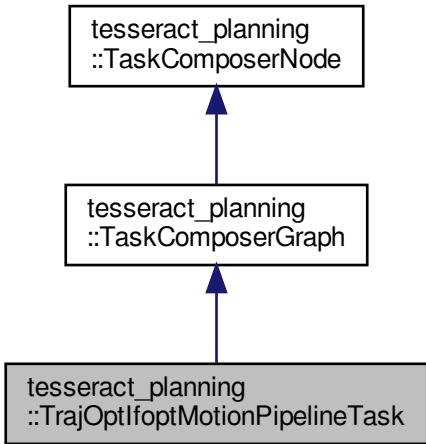 tesseract_planning
::TaskComposerNode
tesseract_planning
::TaskComposerGraph
tesseract_planning
::TrajOptIfoptMotionPipelineTask